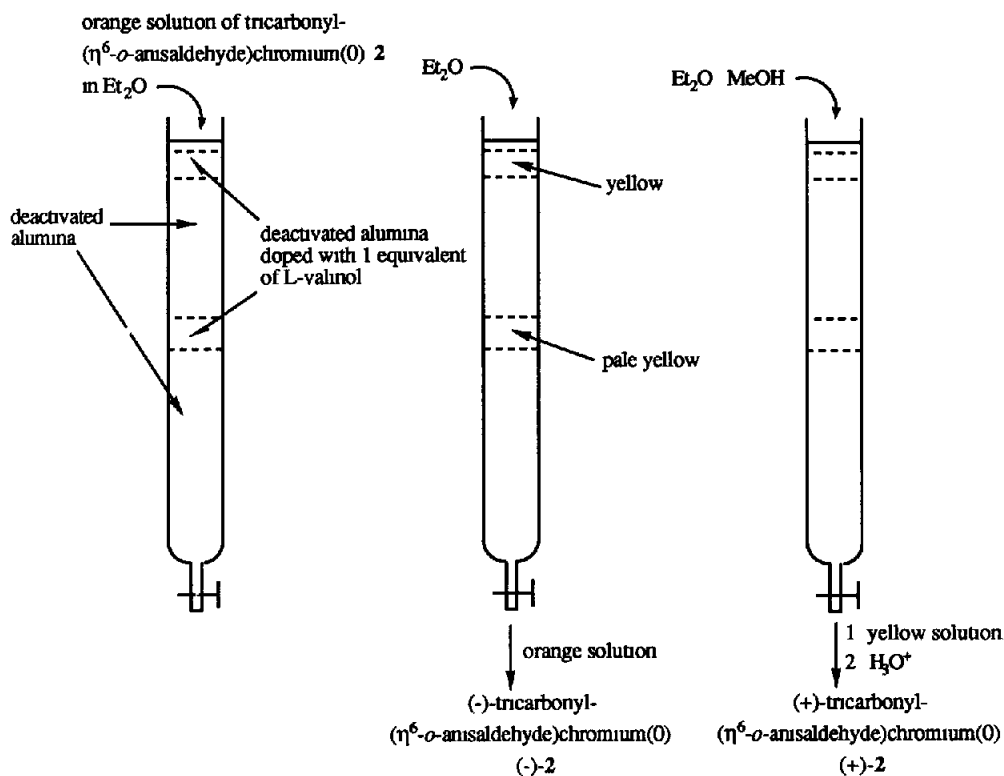 orange solution of tricarbonyl-
(η⁶-o-anisaldehyde)chromium(0) 2
in Et₂O
deactivated
alumina
deactivated alumina
doped with 1 equivalent
of L-valinol
Et₂O
yellow
pale yellow
orange solution
(-)-tricarbonyl-
(η⁶-o-anisaldehyde)chromium(0)
(-)-2
Et₂O MeOH
1 yellow solution
2 H₃O⁺
(+)-tricarbonyl-
(η⁶-o-anisaldehyde)chromium(0)
(+)-2